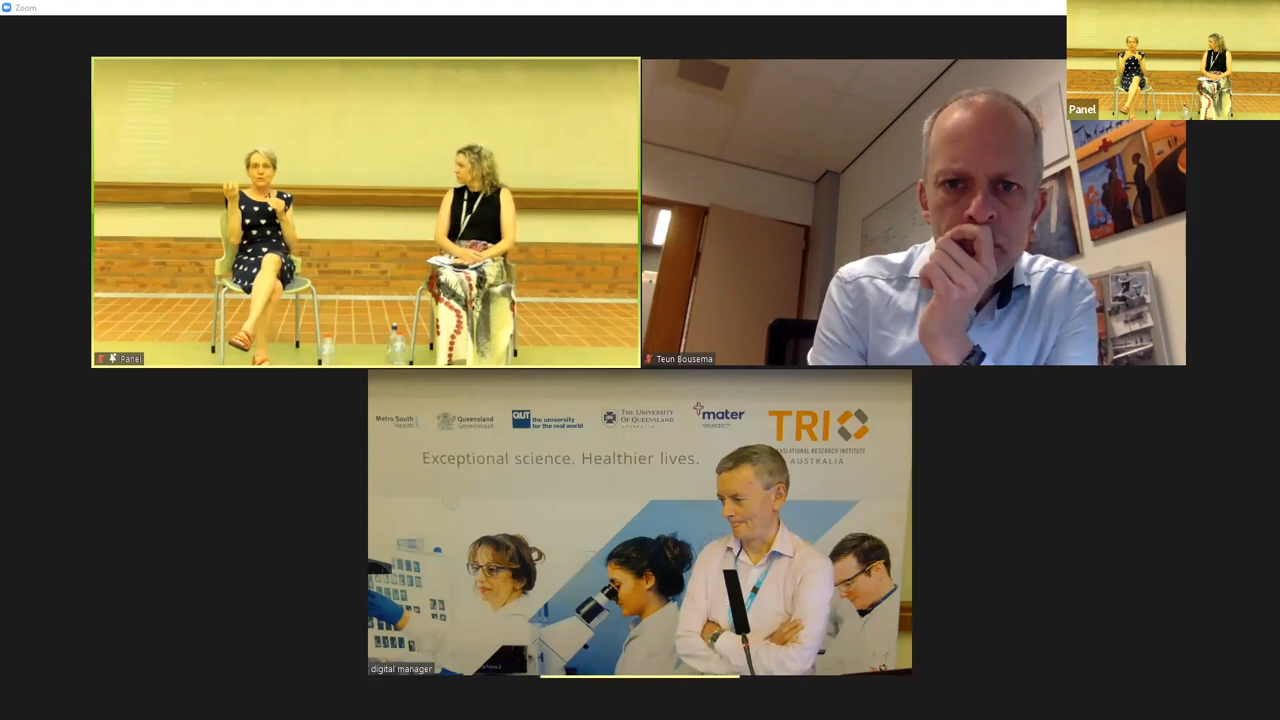 Zoom
Panel
Panel
Teun Bousema
Metro South
Health
Queensland
Government
QUT
the university
for the real world
THE UNIVERSITY
OF QUEENSLAND
AUSTRALIA
mater
research
TRI
TRANSLATIONAL RESEARCH INSTITUTE
AUSTRALIA
Exceptional science. Healthier lives.
digital manager